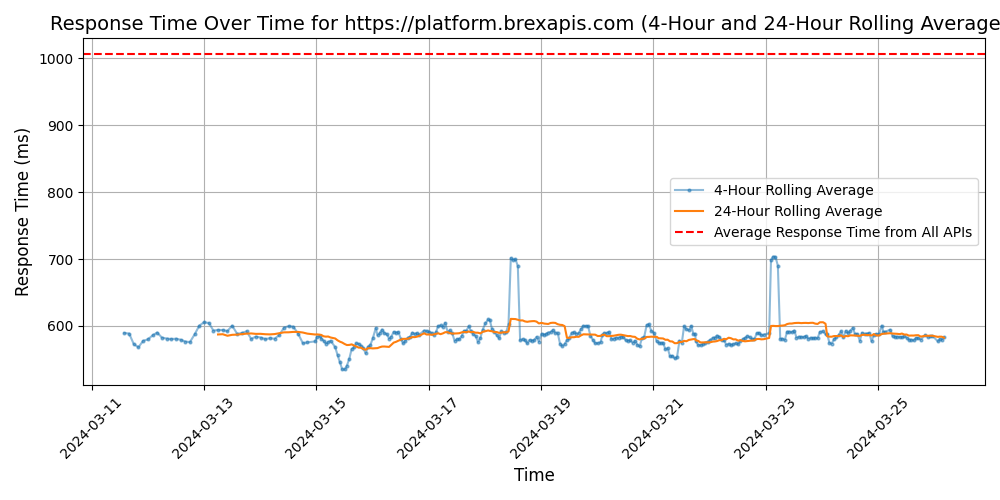 Response Time Over Time for https://platform.brexapis.com (4-Hour and 24-Hour Rolling Average
Response Time (ms)
1000
900
800
700
600
4-Hour Rolling Average
24-Hour Rolling Average
Average Response Time from All APIs
2024-03-11
2024-03-13
2024-03-15
2024-03-17
2024-03-19
2024-03-21
2024-03-23
2024-03-25
Time